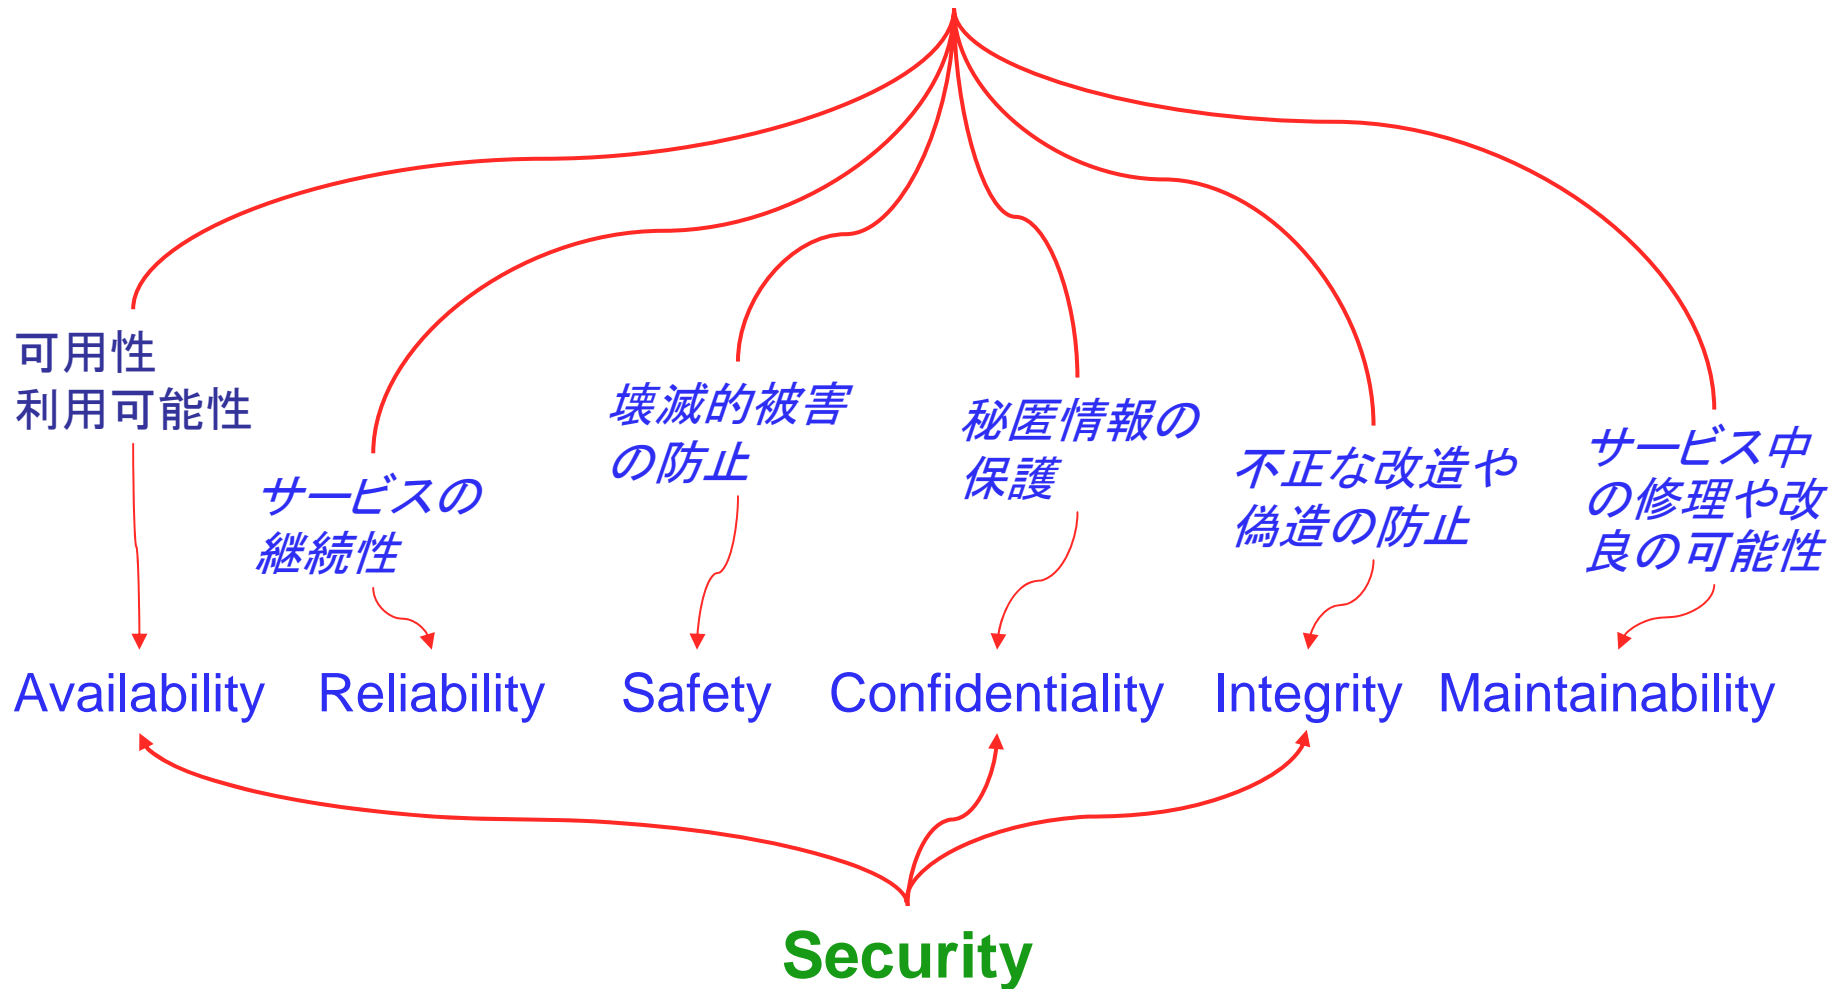 可用性
利用可能性
サービスの
継続性
壊滅的被害
の防止
秘匿情報の
保護
不正な改造や
偽造の防止
サービス中
の修理や改
良の可能性
Availability
Reliability
Safety
Confidentiality
Integrity
Maintainability
Security